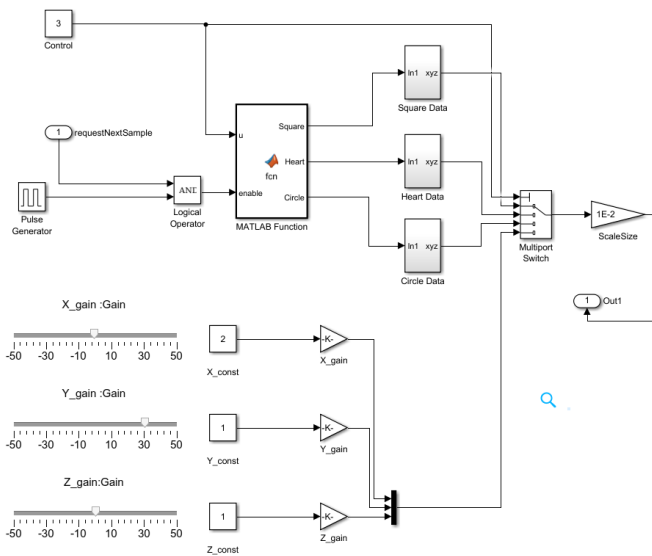 3
Control
In1 xyz
Square Data
1
requestNextSample
u
enable
Square
Heart
Circle
fcn
MATLAB Function
AND
Logical
Operator
Pulse
Generator
In1 xyz
Heart Data
In1 xyz
Circle Data
Multiport
Switch
1E-2
ScaleSize
1
Out1
X_gain :Gain
-50 -30 -10 10 30 50
2
X_const
-K-
X_gain
Y_gain :Gain
-50 -30 -10 10 30 50
1
Y_const
-K-
Y_gain
Z_gain:Gain
-50 -30 -10 10 30 50
1
Z_const
-K-
Z_gain